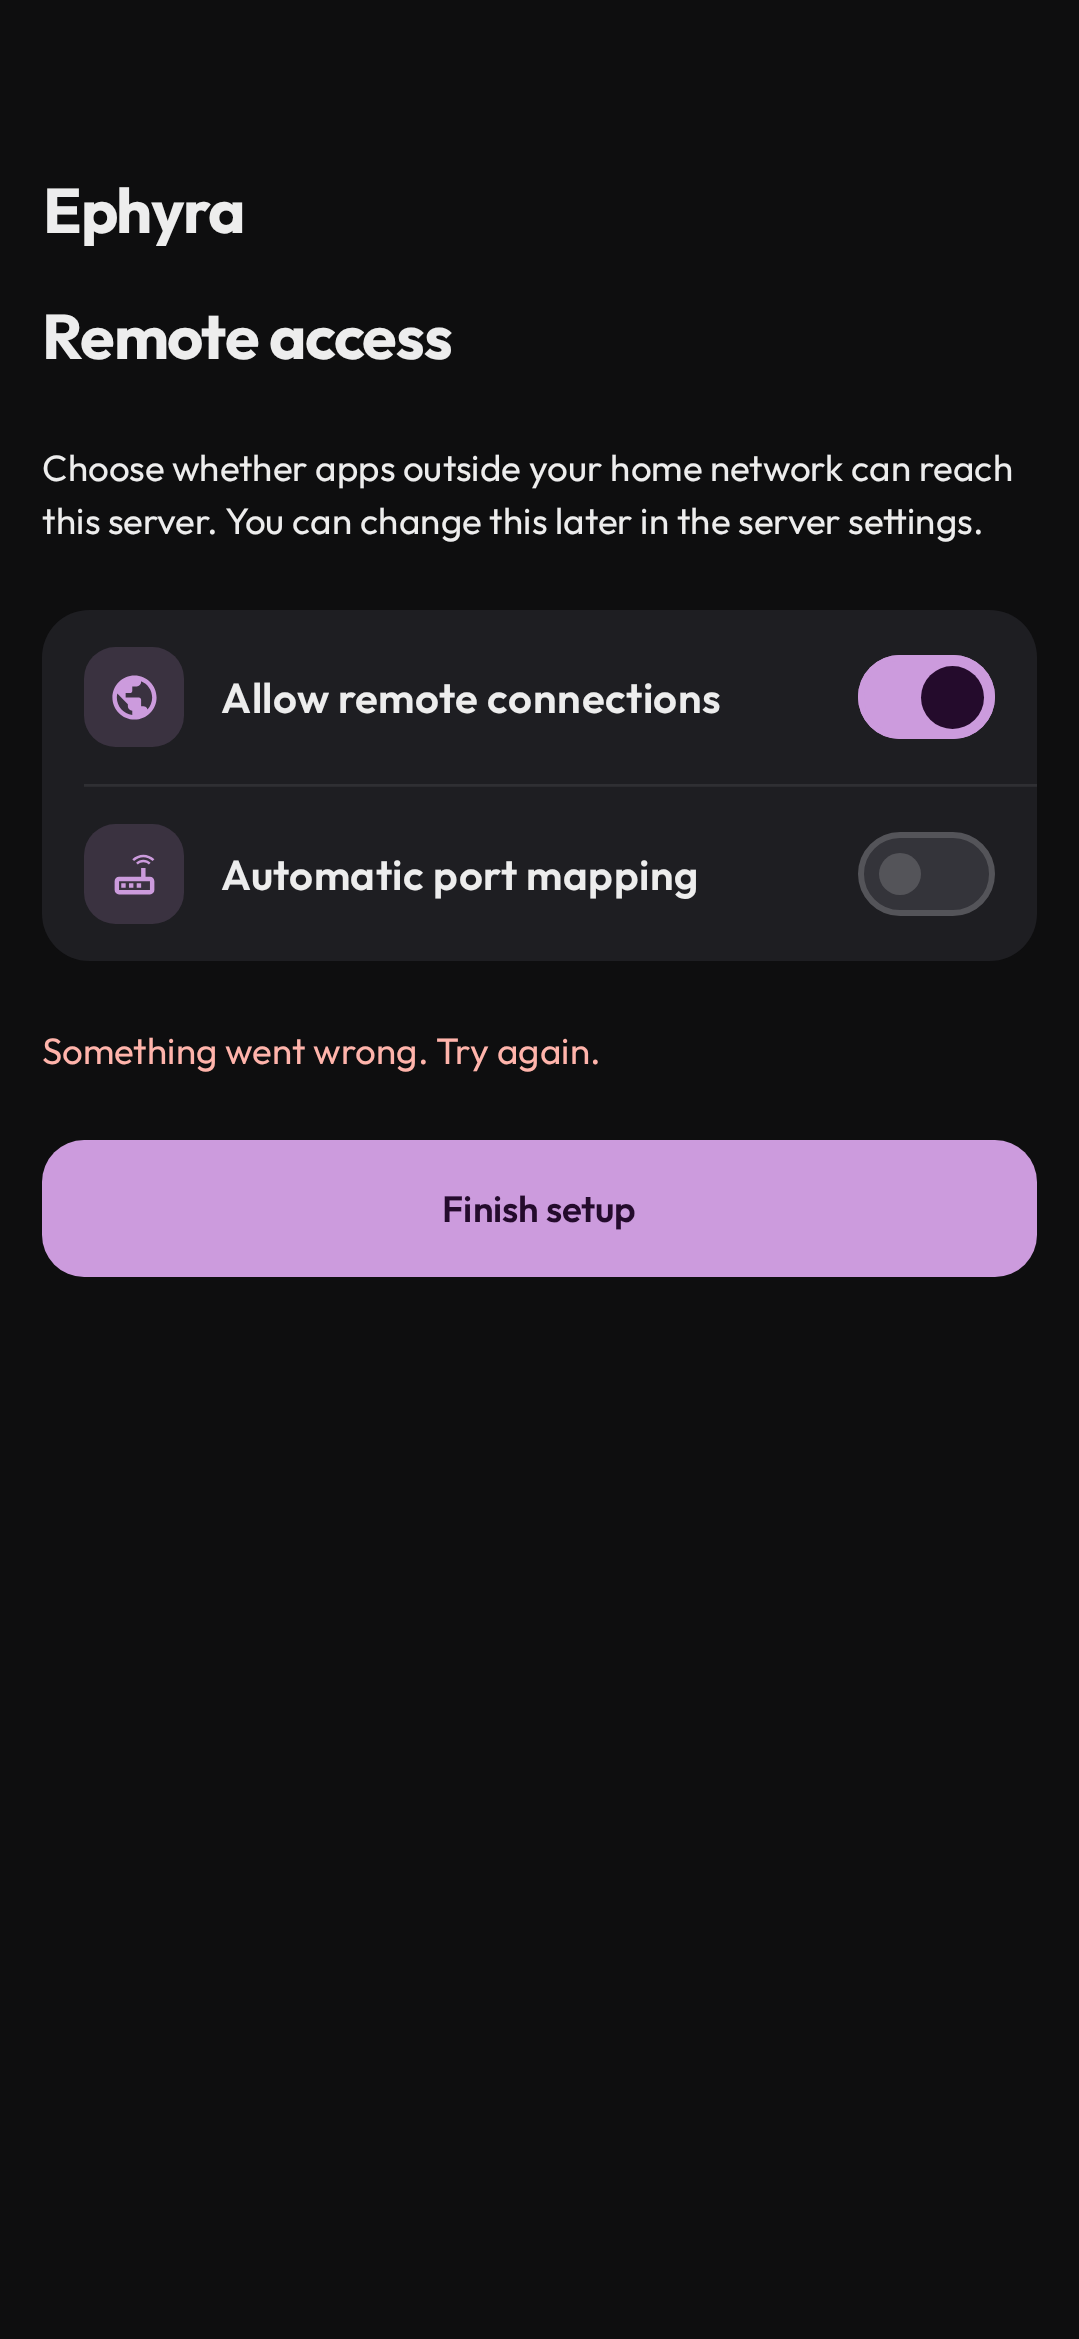 Ephyra
Remote access
Choose whether apps outside your home network can reach
this server. You can change this later in the server settings.
Allow remote connections
Automatic port mapping
Something went wrong. Try again.
Finish setup